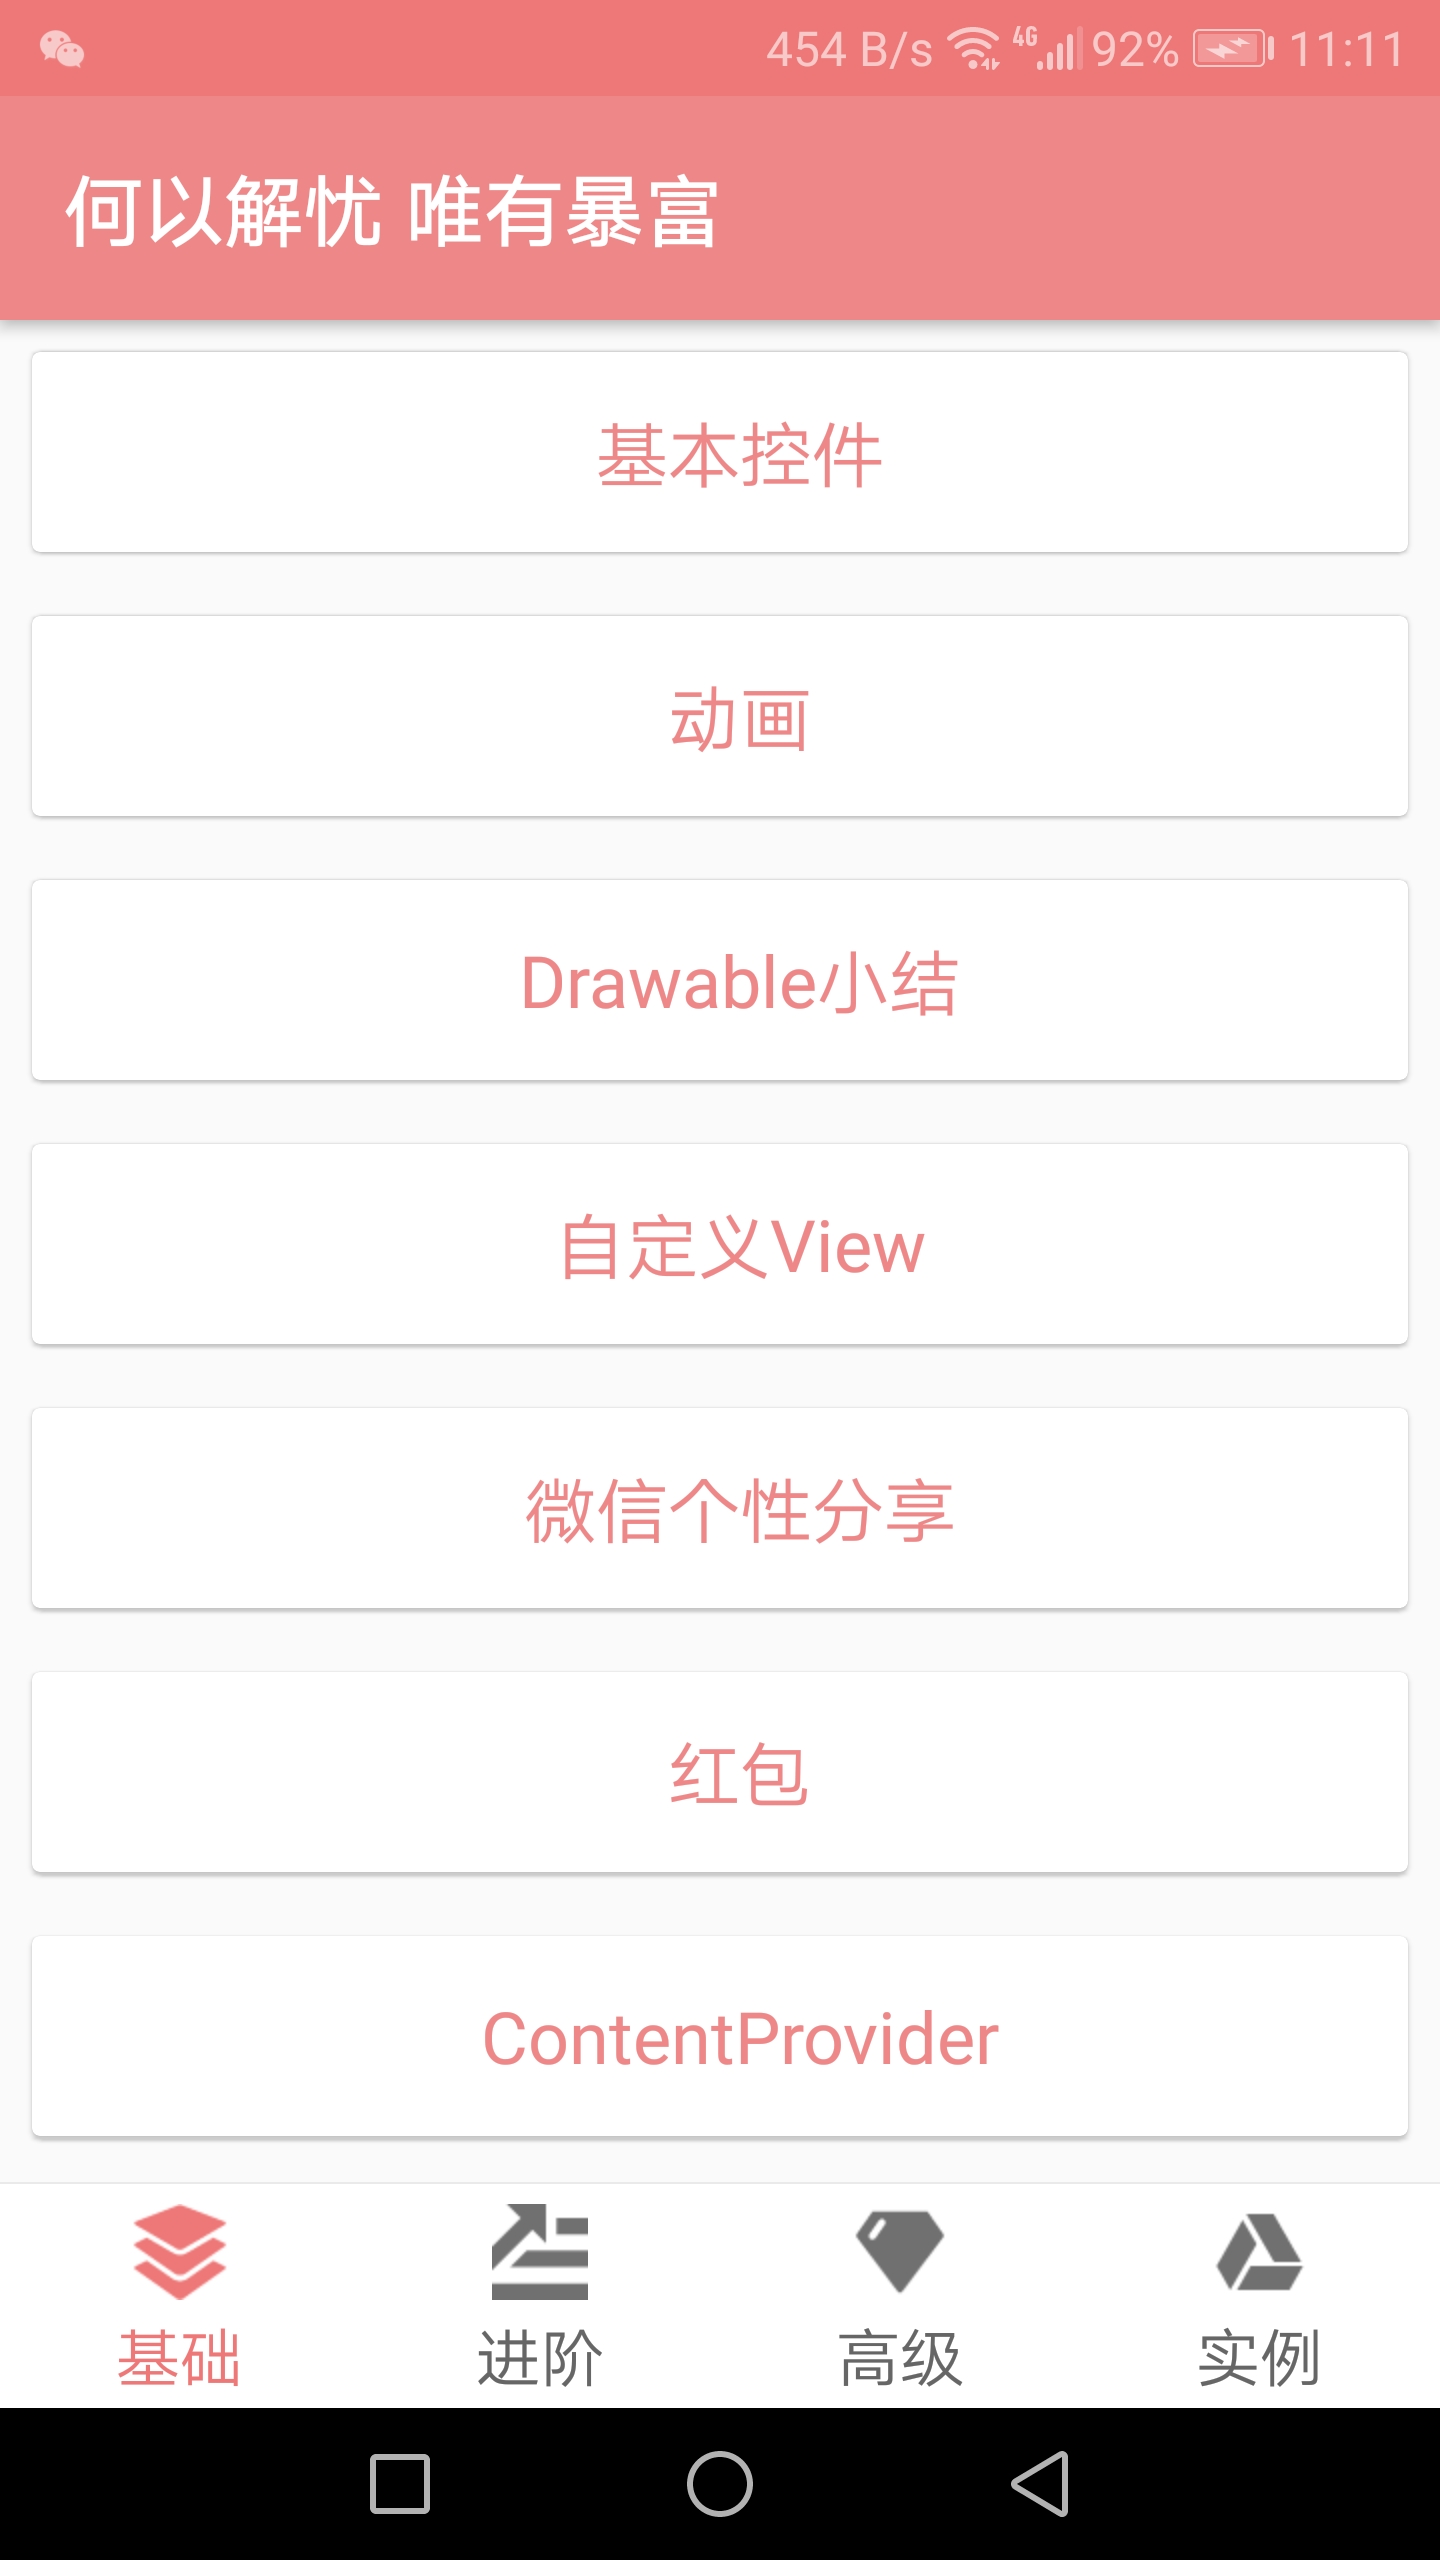 454 B/s 4G 92% 11:11
何以解忧 唯有暴富
基本控件
动画
Drawable小结
自定义View
微信个性分享
红包
ContentProvider
基础 进阶 高级 实例